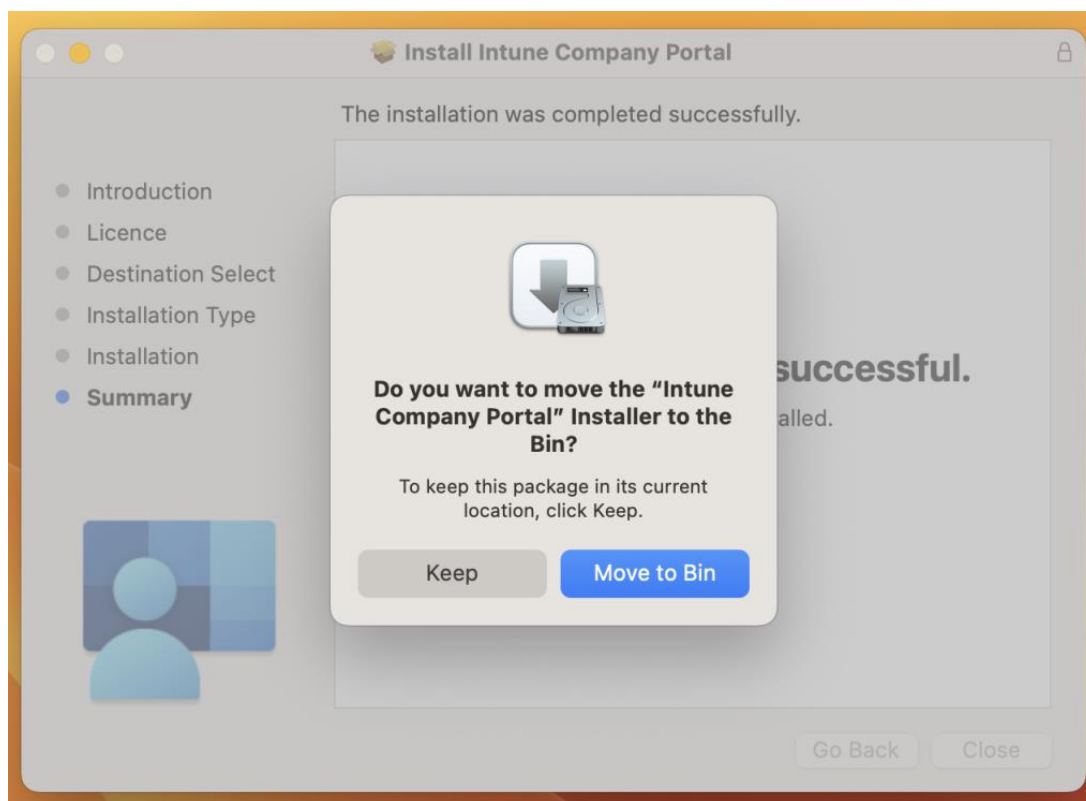 Install Intune Company Portal
The installation was completed successfully.
Introduction
Licence
Destination Select
Installation Type
Installation
Summary
successful.
alled.
Do you want to move the “Intune
Company Portal” Installer to the
Bin?
To keep this package in its current
location, click Keep.
Keep
Move to Bin
Go Back
Close